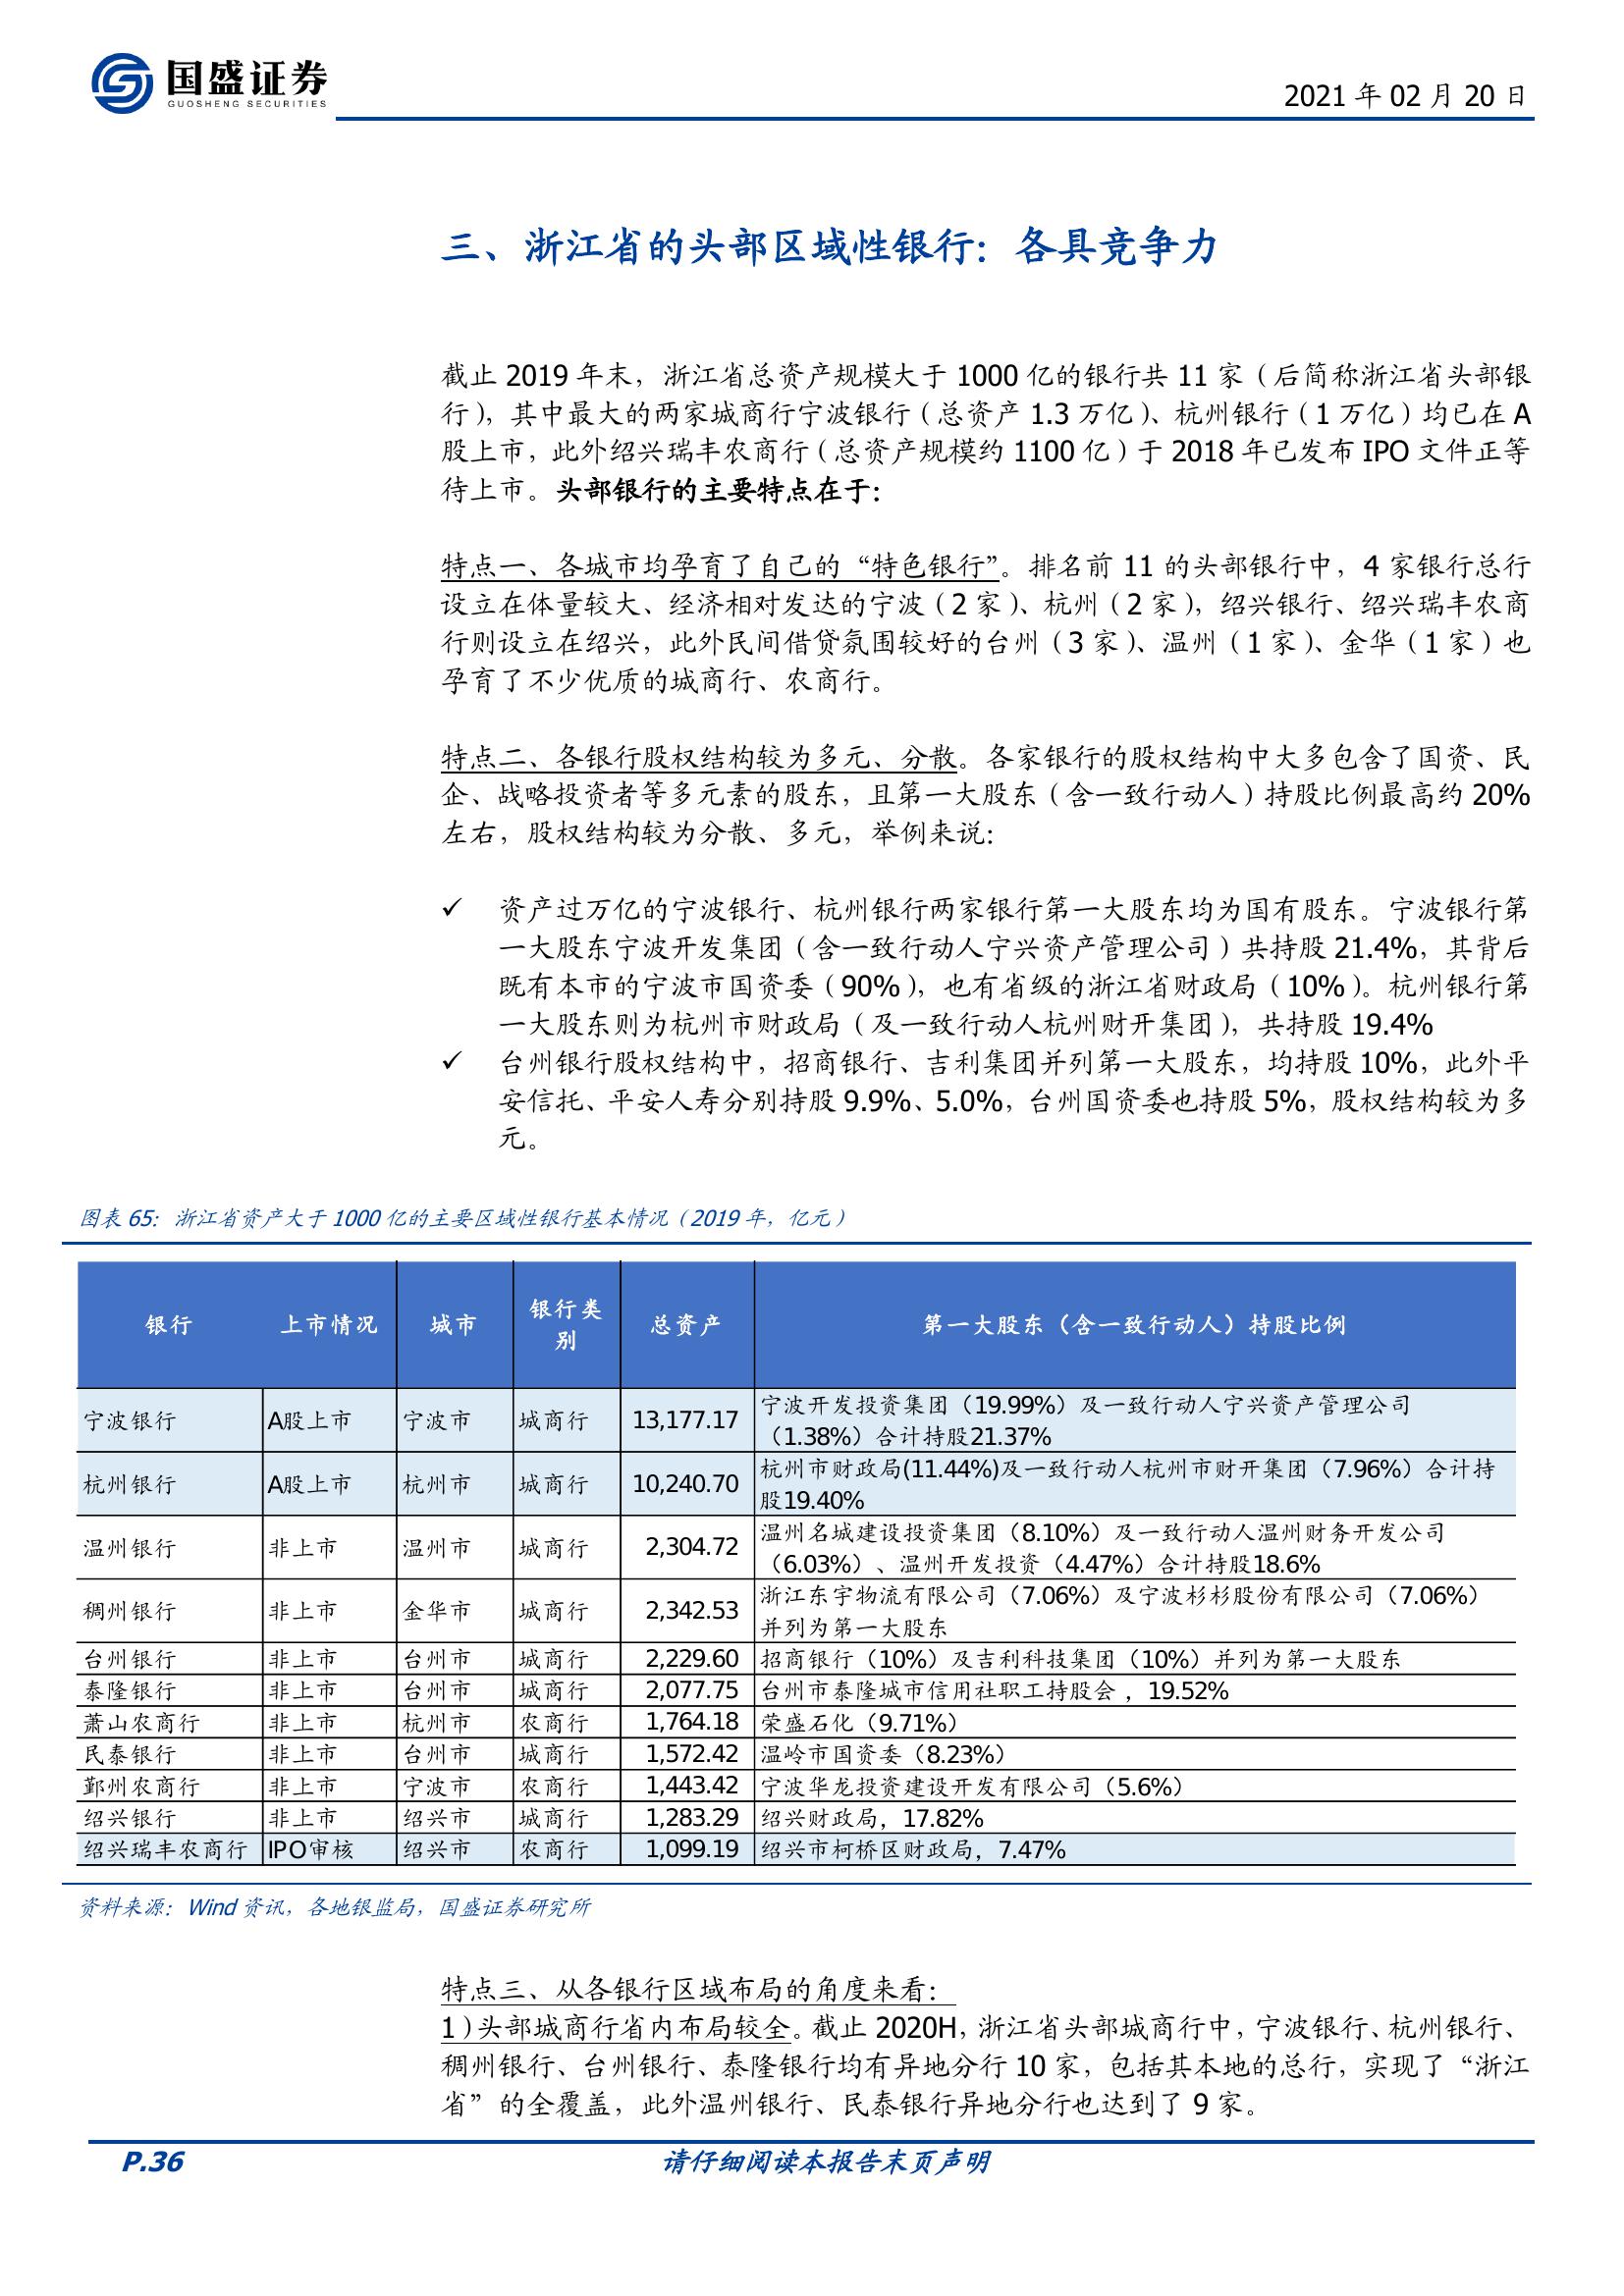 国盛证券
GUOSHENG SECURITIES
2021 年 02 月 20 日
三、浙江省的头部区域性银行：各具竞争力
截止 2019 年末，浙江省总资产规模大于 1000 亿的银行共 11 家（后简称浙江省头部银
行），其中最大的两家城商行宁波银行（总资产 1.3 万亿）、杭州银行（1 万亿）均已在 A
股上市，此外绍兴瑞丰农商行（总资产规模约 1100 亿）于 2018 年已发布 IPO 文件正等
待上市。头部银行的主要特点在于：
特点一、各城市均孕育了自己的“特色银行”。排名前 11 的头部银行中，4 家银行总行
设立在体量较大、经济相对发达的宁波（2 家）、杭州（2 家），绍兴银行、绍兴瑞丰农商
行则设立在绍兴，此外民间借贷氛围较好的台州（3 家）、温州（1 家）、金华（1 家）也
孕育了不少优质的城商行、农商行。
特点二、各银行股权结构较为多元、分散。各家银行的股权结构中大多包含了国资、民
企、战略投资者等多元素的股东，且第一大股东（含一致行动人）持股比例最高约 20%
左右，股权结构较为分散、多元，举例来说：
✓ 资产过万亿的宁波银行、杭州银行两家银行第一大股东均为国有股东。宁波银行第
一大股东宁波开发集团（含一致行动人宁兴资产管理公司）共持股 21.4%，其背后
既有本市的宁波市国资委（90%），也有省级的浙江省财政局（10%）。杭州银行第
一大股东则为杭州市财政局（及一致行动人杭州财开集团），共持股 19.4%
✓ 台州银行股权结构中，招商银行、吉利集团并列第一大股东，均持股 10%，此外平
安信托、平安人寿分别持股 9.9%、5.0%，台州国资委也持股 5%，股权结构较为多
元。
图表 65：浙江省资产大于 1000 亿的主要区域性银行基本情况（2019 年，亿元）
银行 上市情况 城市 银行类别 总资产 第一大股东（含一致行动人）持股比例
宁波银行 A股上市 宁波市 城商行 13,177.17 宁波开发投资集团（19.99%）及一致行动人宁兴资产管理公司
（1.38%）合计持股21.37%
杭州银行 A股上市 杭州市 城商行 10,240.70 杭州市财政局(11.44%)及一致行动人杭州市财开集团（7.96%）合计持
股19.40%
温州银行 非上市 温州市 城商行 2,304.72 温州名城建设投资集团（8.10%）及一致行动人温州财务开发公司
（6.03%）、温州开发投资（4.47%）合计持股18.6%
稠州银行 非上市 金华市 城商行 2,342.53 浙江东宇物流有限公司（7.06%）及宁波杉杉股份有限公司（7.06%）
并列为第一大股东
台州银行 非上市 台州市 城商行 2,229.60 招商银行（10%）及吉利科技集团（10%）并列为第一大股东
泰隆银行 非上市 台州市 城商行 2,077.75 台州市泰隆城市信用社职工持股会 ，19.52%
萧山农商行 非上市 杭州市 农商行 1,764.18 荣盛石化（9.71%）
民泰银行 非上市 台州市 城商行 1,572.42 温岭市国资委（8.23%）
鄞州农商行 非上市 宁波市 农商行 1,443.42 宁波华龙投资建设开发有限公司（5.6%）
绍兴银行 非上市 绍兴市 城商行 1,283.29 绍兴财政局，17.82%
绍兴瑞丰农商行 IPO审核 绍兴市 农商行 1,099.19 绍兴市柯桥区财政局，7.47%
资料来源：Wind 资讯，各地银监局，国盛证券研究所
特点三、从各银行区域布局的角度来看：
1）头部城商行省内布局较全。截止 2020H，浙江省头部城商行中，宁波银行、杭州银行、
稠州银行、台州银行、泰隆银行均有异地分行 10 家，包括其本地的总行，实现了“浙江
省”的全覆盖，此外温州银行、民泰银行异地分行也达到了 9 家。
P.36
请仔细阅读本报告末页声明